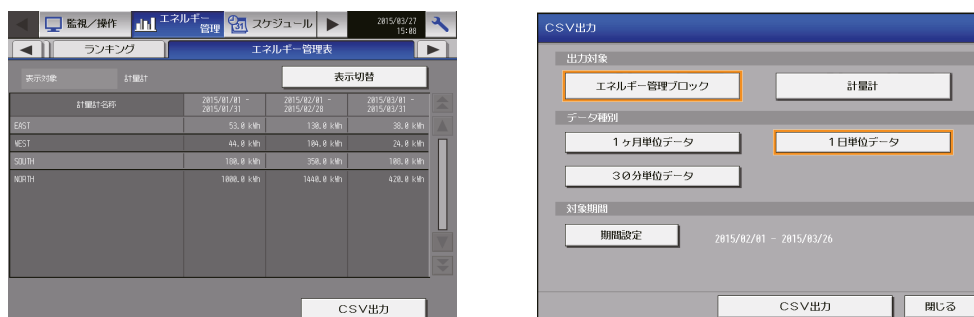 監視／操作
エネルギー
管理
スケジュール
2015/03/27
15:08
ランキング
エネルギー管理表
表示対象 計量計
表示切替
計量計名称 2015/01/01 - 2015/02/01 - 2015/03/01 -
2015/01/31 2015/02/28 2015/03/31
EAST 53.0 kWh 130.0 kWh 38.0 kWh
WEST 44.0 kWh 104.0 kWh 24.0 kWh
SOUTH 180.0 kWh 350.0 kWh 108.0 kWh
NORTH 1000.0 kWh 1440.0 kWh 420.0 kWh
CSV出力
CSV出力
出力対象
エネルギー管理ブロック 計量計
データ種別
1ヶ月単位データ 1日単位データ
30分単位データ
対象期間
期間設定 2015/02/01 - 2015/03/26
CSV出力 閉じる